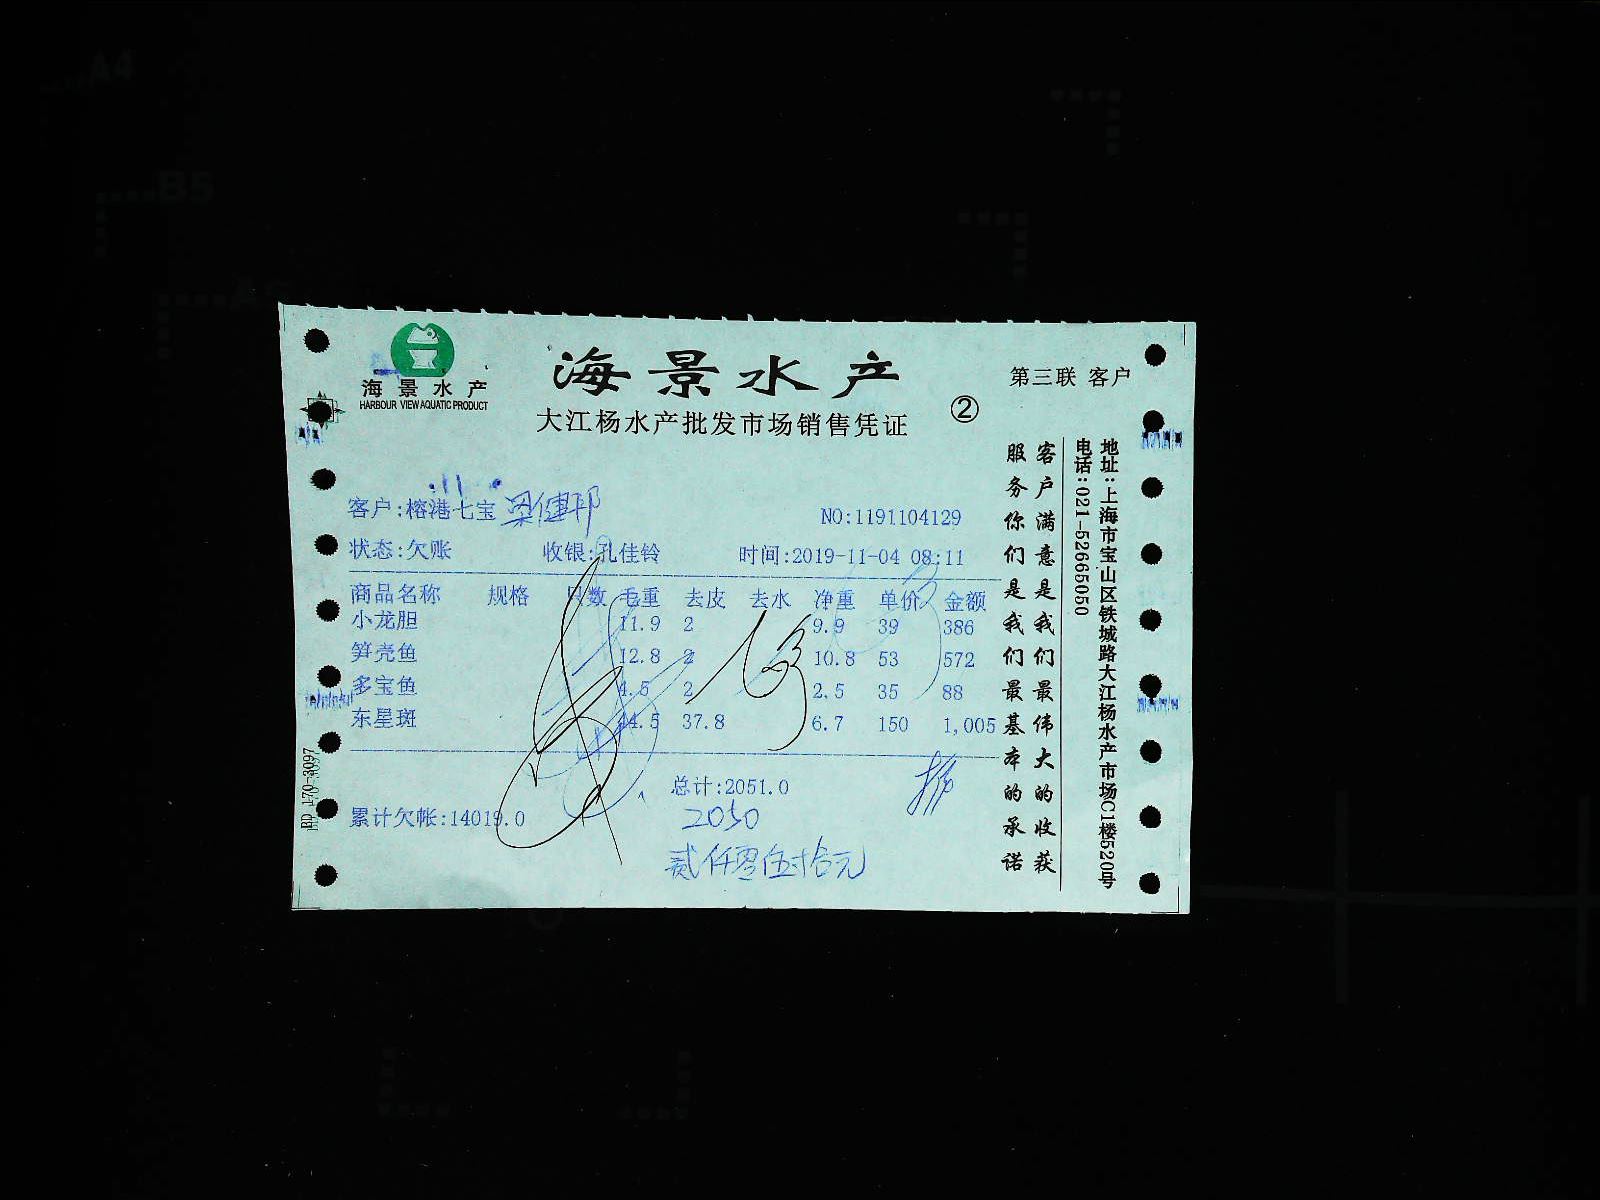 海景水产
HARBOUR VIEW AQUATIC PRODUCT
海景水产
大江杨水产批发市场销售凭证
②
第三联 客户
客户:榕港七宝 梁健邦
NO:1191104129
状态:欠账 收银:孔佳铃 时间:2019-11-04 08:11
商品名称 规格 只数 毛重 去皮 去水 净重 单价 金额
小龙胆 11.9 2 9.9 39 386
笋壳鱼 12.8 2 10.8 53 572
多宝鱼 4.5 2 2.5 35 88
东星斑 44.5 37.8 6.7 150 1,005
总计:2051.0
累计欠帐:14019.0
2050
贰仟零伍拾元
客户满意是我们最伟大的收获
服务你们是我们最基本的承诺
地址:上海市宝山区铁城路大江杨水产市场C1楼520号
电话:021-52665050
A4
B5